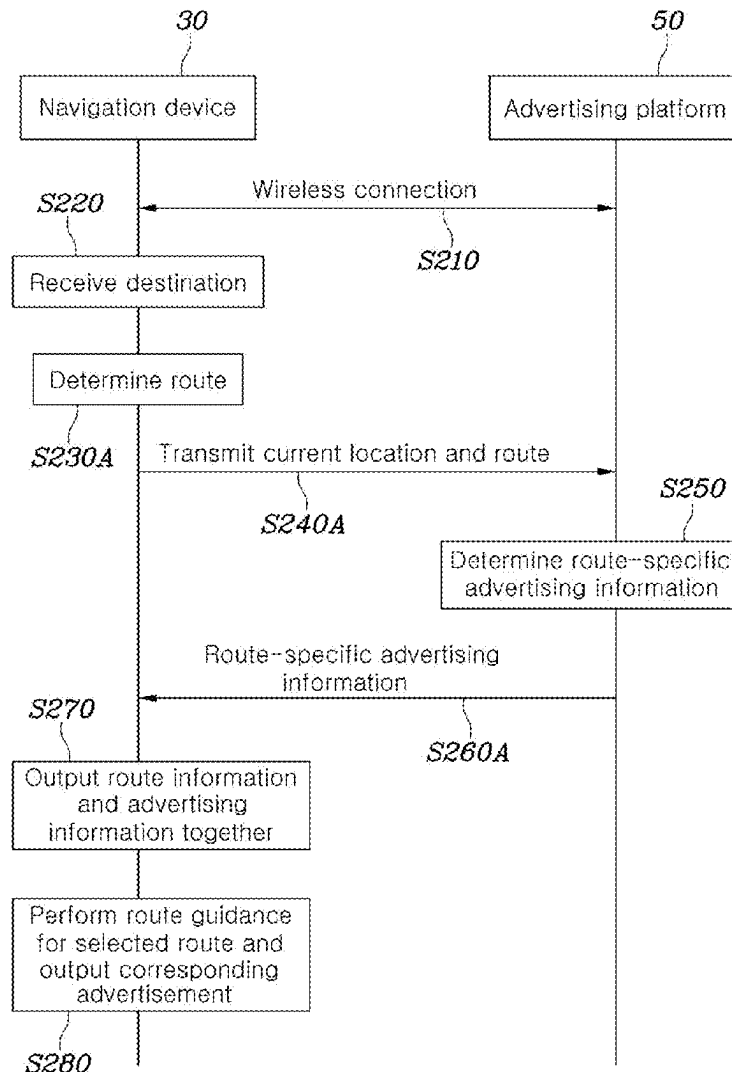 30
50
Navigation device
Advertising platform
Wireless connection
S220
S210
Receive destination
Determine route
S230A
Transmit current location and route
S240A
S250
Determine route-specific
advertising information
Route-specific advertising
information
S270
S260A
Output route information
and advertising
information together
Perform route guidance
for selected route and
output corresponding
advertisement
S280